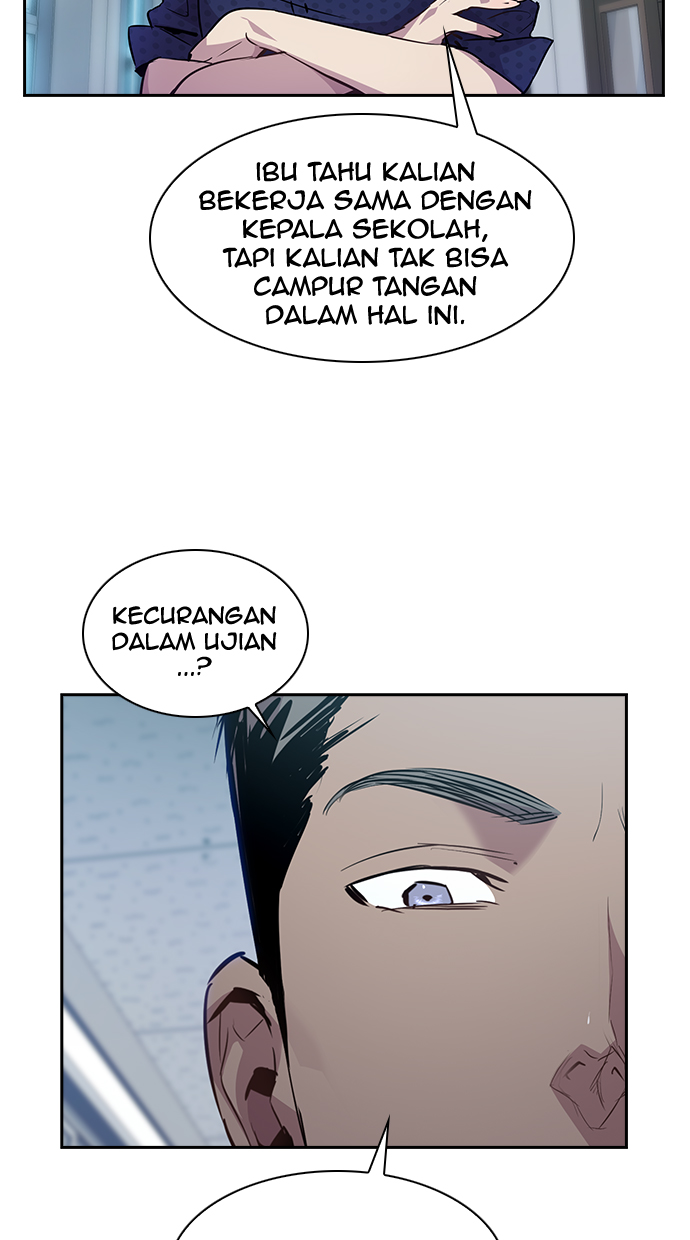 IBU TAHU KALIAN
BEKERJA SAMA DENGAN
KEPALA SEKOLAH,
TAPI KALIAN TAK BISA
CAMPUR TANGAN
DALAM HAL INI.
KECURANGAN
DALAM UJIAN
...?